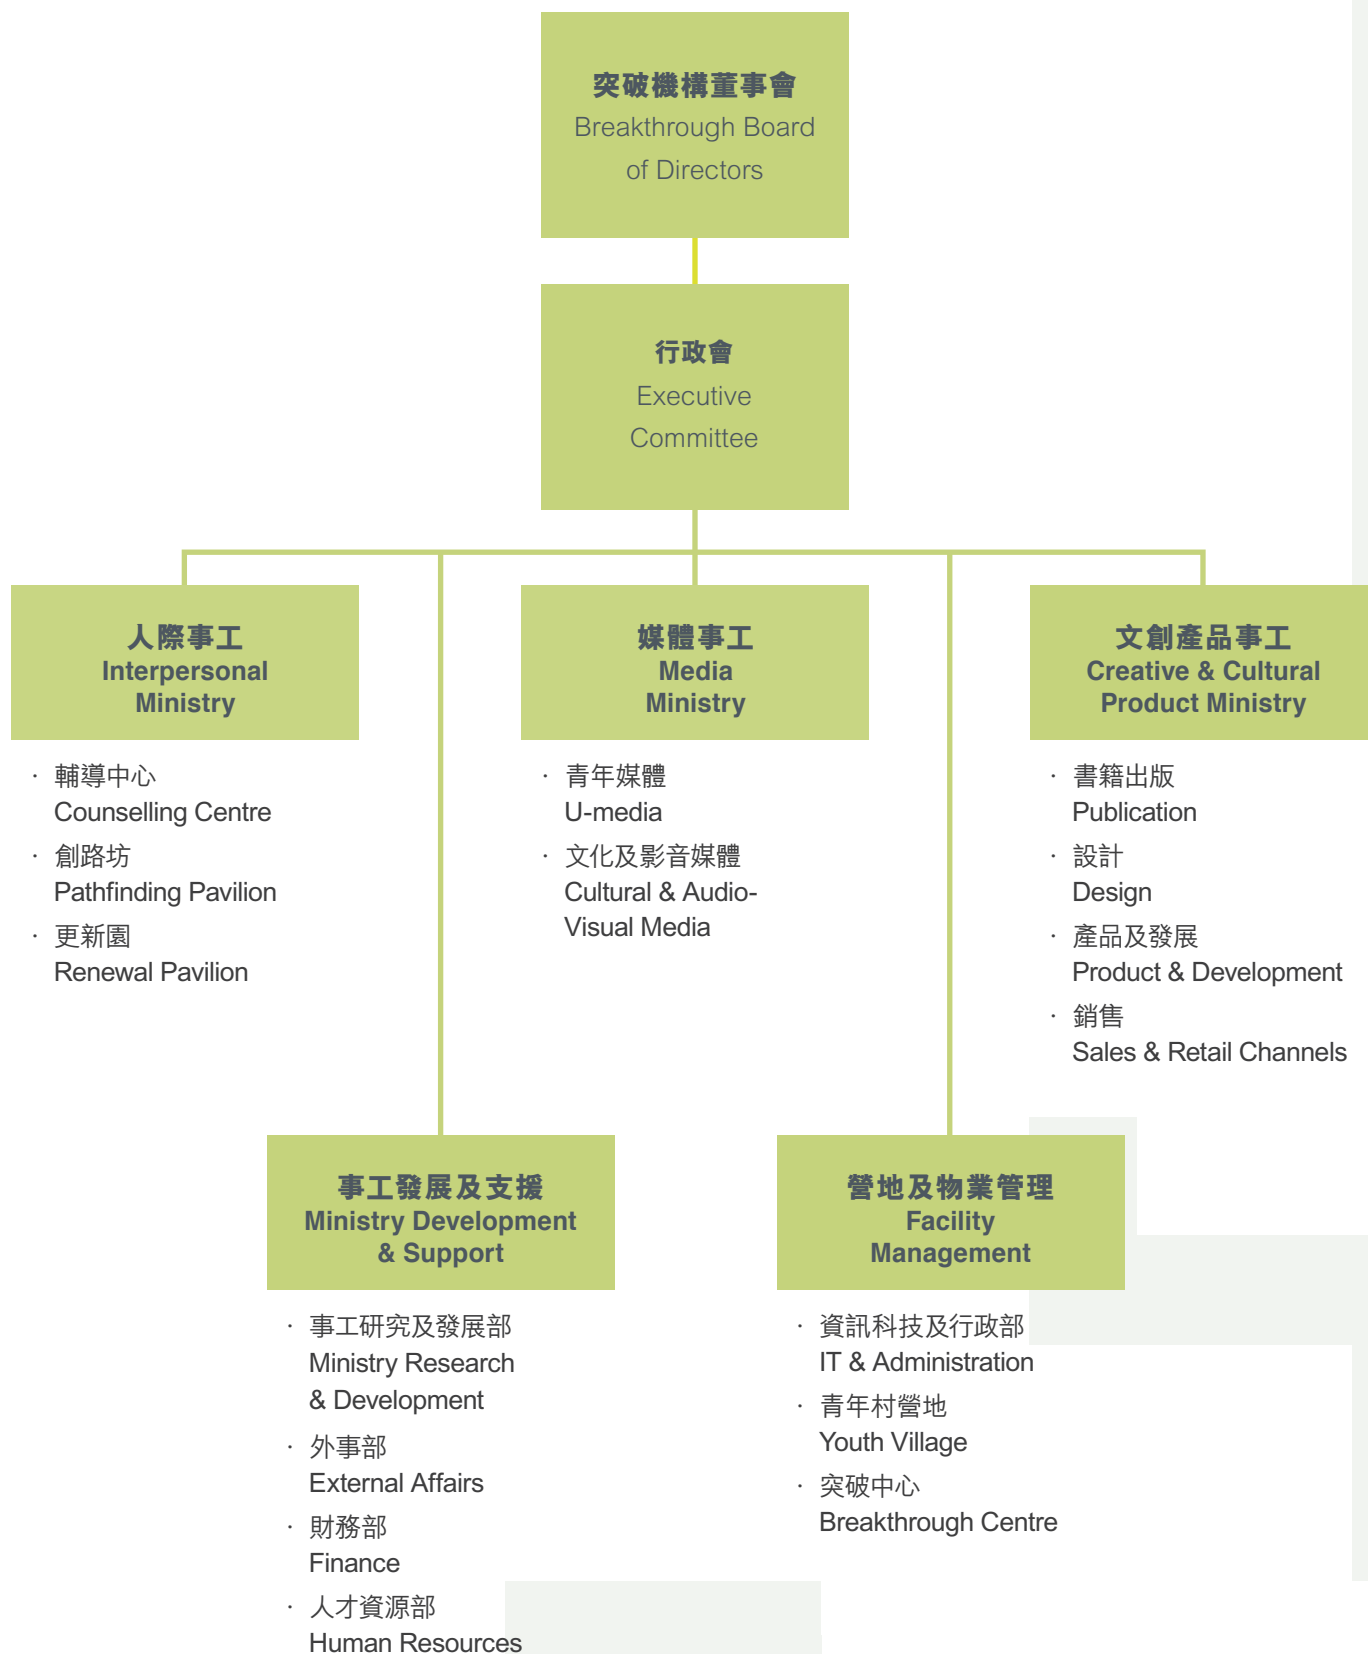 突破機構董事會
Breakthrough Board
of Directors
行政會
Executive
Committee
人際事工
Interpersonal
Ministry
· 輔導中心
Counselling Centre
· 創路坊
Pathfinding Pavilion
· 更新園
Renewal Pavilion
媒體事工
Media
Ministry
· 青年媒體
U-media
· 文化及影音媒體
Cultural & Audio-
Visual Media
文創產品事工
Creative & Cultural
Product Ministry
· 書籍出版
Publication
· 設計
Design
· 產品及發展
Product & Development
· 銷售
Sales & Retail Channels
事工發展及支援
Ministry Development
& Support
· 事工研究及發展部
Ministry Research
& Development
· 外事部
External Affairs
· 財務部
Finance
· 人才資源部
Human Resources
營地及物業管理
Facility
Management
· 資訊科技及行政部
IT & Administration
· 青年村營地
Youth Village
· 突破中心
Breakthrough Centre